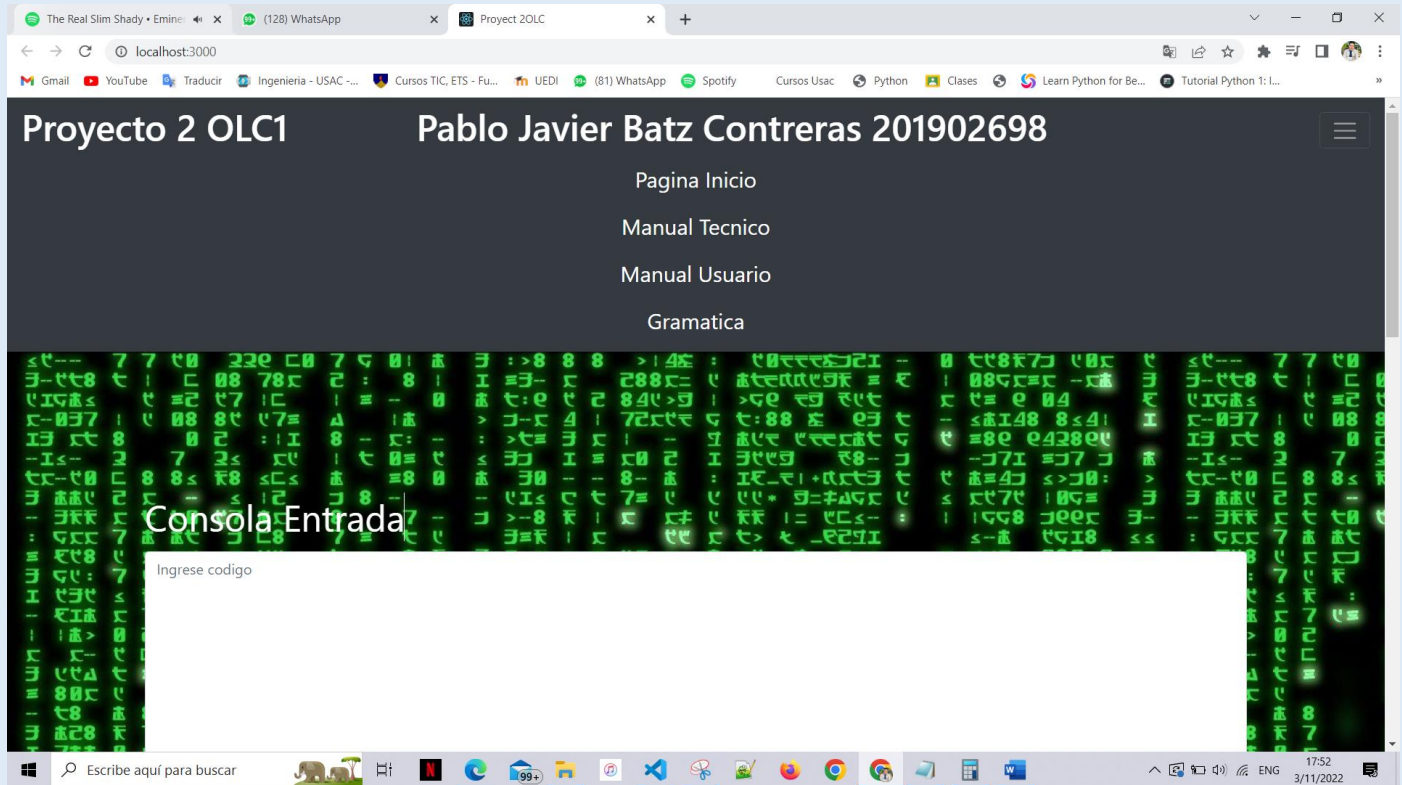 The Real Slim Shady • Emine
(128) WhatsApp
Proyect 2OLC
localhost:3000
Gmail
YouTube
Traducir
Ingenieria - USAC -...
Cursos TIC, ETS - Fu...
UEDI
(81) WhatsApp
Spotify
Cursos Usac
Python
Clases
Learn Python for Be...
Tutorial Python 1: I...
»
Proyecto 2 OLC1
Pablo Javier Batz Contreras 201902698
Pagina Inicio
Manual Tecnico
Manual Usuario
Gramatica
Consola Entrada
Ingrese codigo
Escribe aquí para buscar
99+
ENG
17:52
3/11/2022